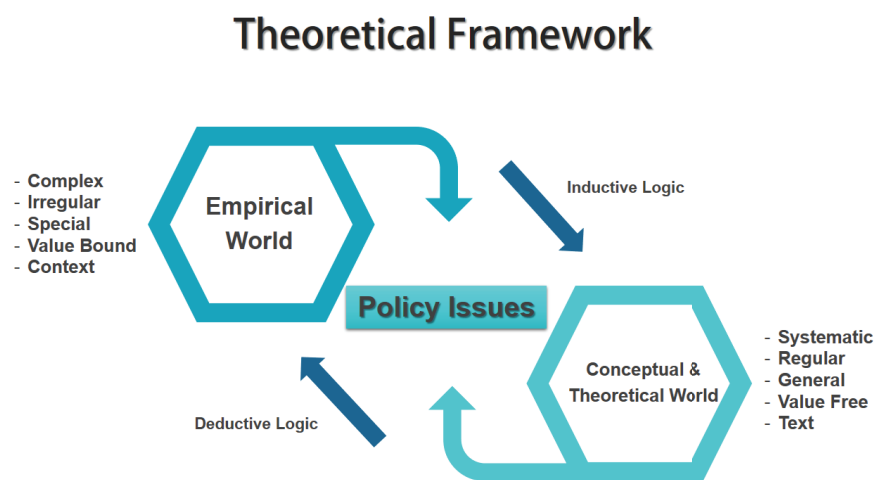 Theoretical Framework
- Complex
- Irregular
- Special
- Value Bound
- Context
Empirical
World
Inductive Logic
Policy Issues
Deductive Logic
Conceptual &
Theoretical World
- Systematic
- Regular
- General
- Value Free
- Text